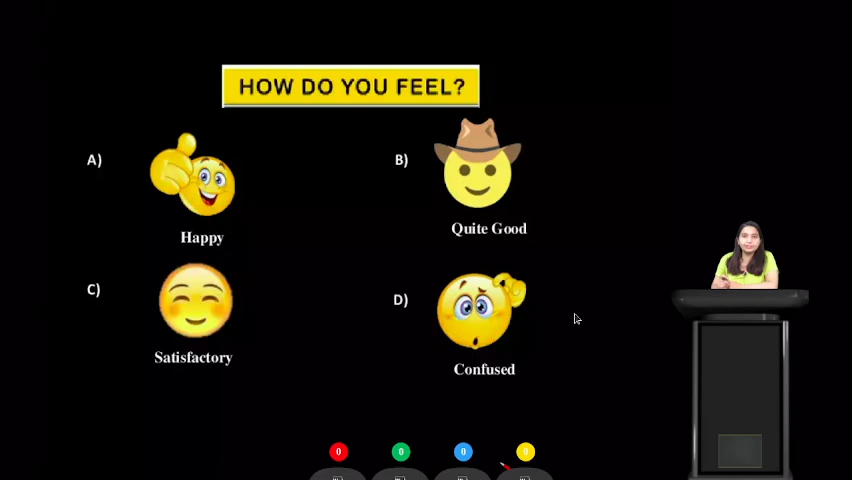 HOW DO YOU FEEL?
A)
Happy
B)
Quite Good
C)
Satisfactory
D)
Confused
0 0 0 0